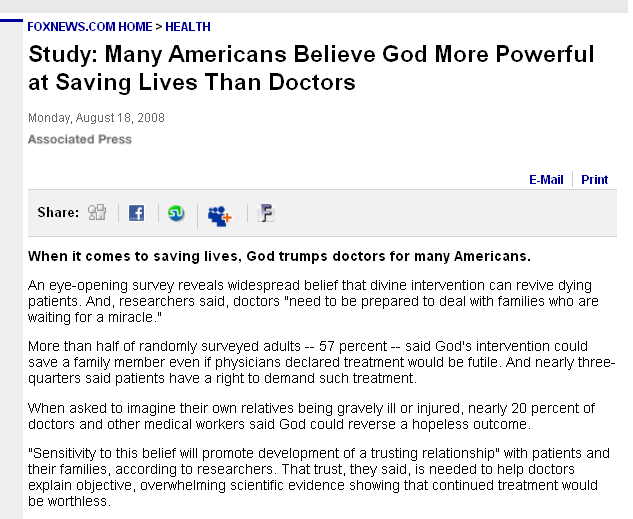 FOXNEWS.COM HOME > HEALTH
Study: Many Americans Believe God More Powerful
at Saving Lives Than Doctors
Monday, August 18, 2008
Associated Press
E-Mail Print
Share:
When it comes to saving lives, God trumps doctors for many Americans.
An eye-opening survey reveals widespread belief that divine intervention can revive dying
patients. And, researchers said, doctors "need to be prepared to deal with families who are
waiting for a miracle."
More than half of randomly surveyed adults -- 57 percent -- said God's intervention could
save a family member even if physicians declared treatment would be futile. And nearly three-
quarters said patients have a right to demand such treatment.
When asked to imagine their own relatives being gravely ill or injured, nearly 20 percent of
doctors and other medical workers said God could reverse a hopeless outcome.
"Sensitivity to this belief will promote development of a trusting relationship" with patients and
their families, according to researchers. That trust, they said, is needed to help doctors
explain objective, overwhelming scientific evidence showing that continued treatment would
be worthless.